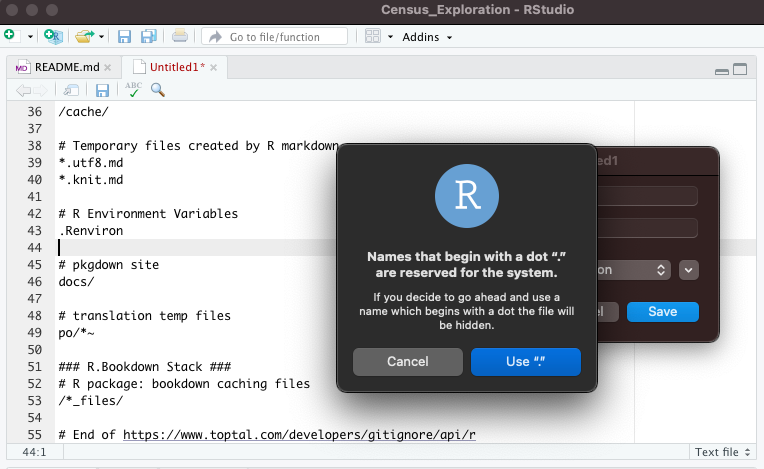 Census_Exploration - RStudio
Go to file/function
Addins
MD README.md
Untitled1*
ABC
36 /cache/
37
38 # Temporary files created by R markdown
39 *.utf8.md
40 *.knit.md
41
42 # R Environment Variables
43 .Renviron
44
45 # pkgdown site
46 docs/
47
48 # translation temp files
49 po/*~
50
51 ### R.Bookdown Stack ###
52 # R package: bookdown caching files
53 /*_files/
54
55 # End of https://www.toptal.com/developers/gitignore/api/r
44:1
Text file
R
Names that begin with a dot “.”
are reserved for the system.
If you decide to go ahead and use a
name which begins with a dot the file will
be hidden.
Cancel
Use “.”
Save